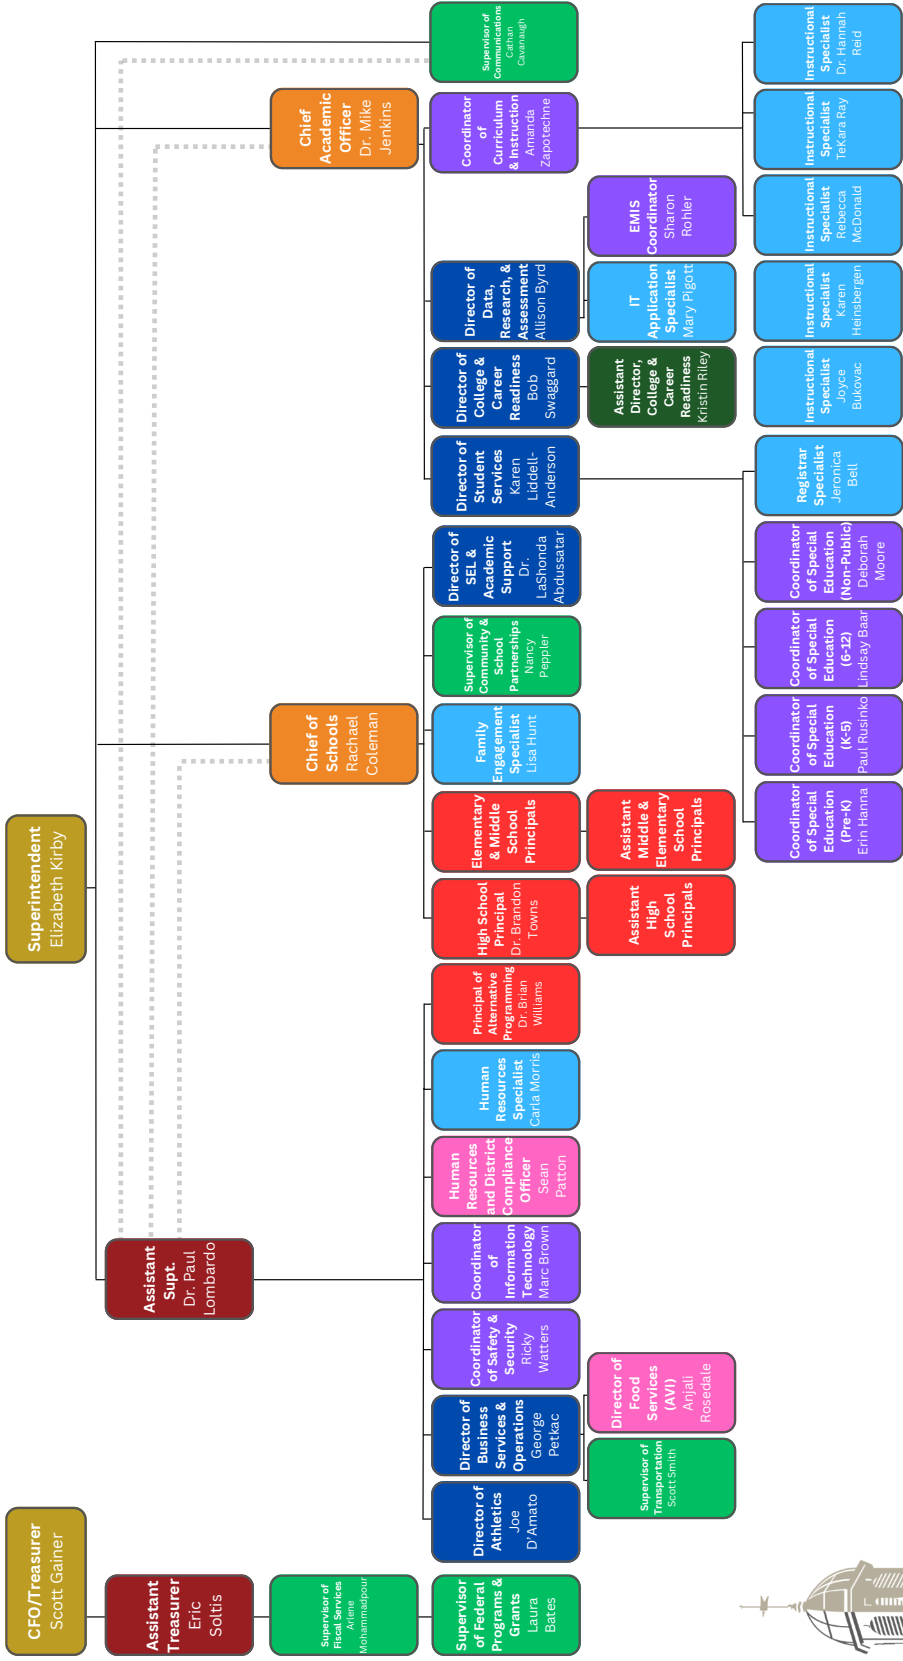 CFO/Treasurer
Scott Gainer
Superintendent
Elizabeth Kirby
Assistant
Treasurer
Eric
Soltis
Assistant
Supt.
Dr. Paul
Lombardo
Supervisor of
Fiscal Services
Arlene
Mohammadpour
Chief of
Schools
Rachael
Coleman
Chief
Academic
Officer
Dr. Mike
Jenkins
Supervisor
of Federal
Programs &
Grants
Laura
Bates
Director of
Athletics
Joe
D'Amato
Director of
Business
Services &
Operations
George
Petkac
Coordinator
of Safety &
Security
Ricky
Watters
Coordinator
of
Information
Technology
Marc Brown
Human
Resources
and District
Compliance
Officer
Sean
Patton
Human
Resources
Specialist
Carla Morris
Principal of
Alternative
Programming
Dr. Brian
Williams
High School
Principal
Dr. Brandon
Towns
Elementary
& Middle
School
Principals
Family
Engagement
Specialist
Lisa Hunt
Supervisor of
Community &
School
Partnerships
Nancy
Peppler
Director of
SEL &
Academic
Support
Dr.
LaShonda
Abdussatar
Director of
Student
Services
Karen
Liddell-
Anderson
Director of
College &
Career
Readiness
Bob
Swaggard
Director of
Data,
Research, &
Assessment
Allison Byrd
Coordinator
of
Curriculum
& Instruction
Amanda
Zapotechne
Supervisor of
Communications
Cathan
Cavanaugh
Supervisor of
Transportation
Scott Smith
Director of
Food
Services
(AVI)
Anjali
Rosedale
Assistant
High
School
Principals
Assistant
Middle &
Elementary
School
Principals
Assistant
Director,
College &
Career
Readiness
Kristin Riley
IT
Application
Specialist
Mary Pigott
EMIS
Coordinator
Sharon
Rohler
Coordinator
of Special
Education
(Pre-K)
Erin Hanna
Coordinator
of Special
Education
(K-5)
Paul Rusinko
Coordinator
of Special
Education
(6-12)
Lindsay Baar
Coordinator
of Special
Education
(Non-Public)
Deborah
Moore
Registrar
Specialist
Jeronica
Bell
Instructional
Specialist
Joyce
Bukovac
Instructional
Specialist
Karen
Heinsbergen
Instructional
Specialist
Rebecca
McDonald
Instructional
Specialist
TeKara Ray
Instructional
Specialist
Dr. Hannah
Reid